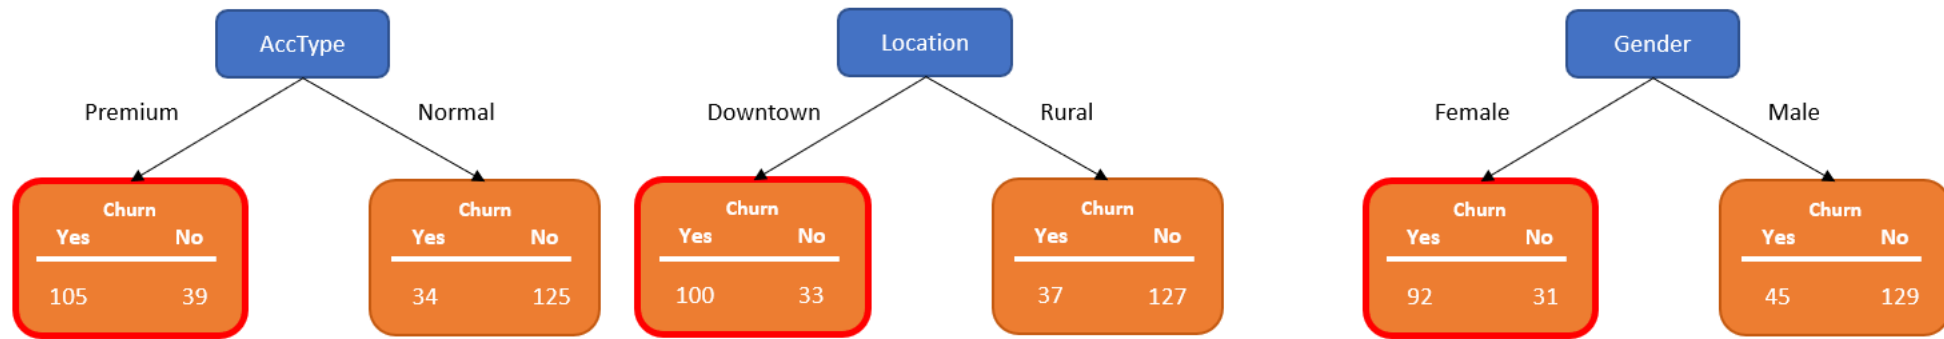 AccType
Premium
Normal
Churn
Yes No
105 39
Churn
Yes No
34 125
Location
Downtown
Rural
Churn
Yes No
100 33
Churn
Yes No
37 127
Gender
Female
Male
Churn
Yes No
92 31
Churn
Yes No
45 129